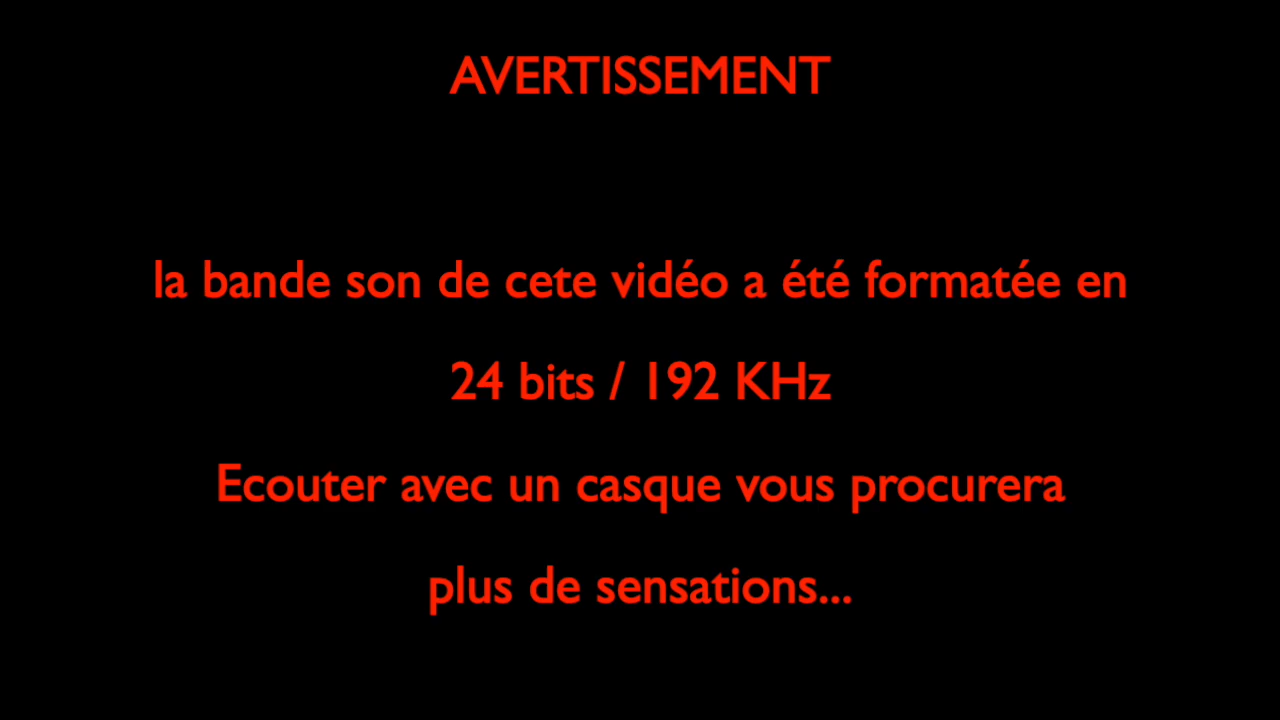 AVERTISSEMENT
la bande son de cete vidéo a été formatée en
24 bits / 192 KHz
Ecouter avec un casque vous procurera
plus de sensations...